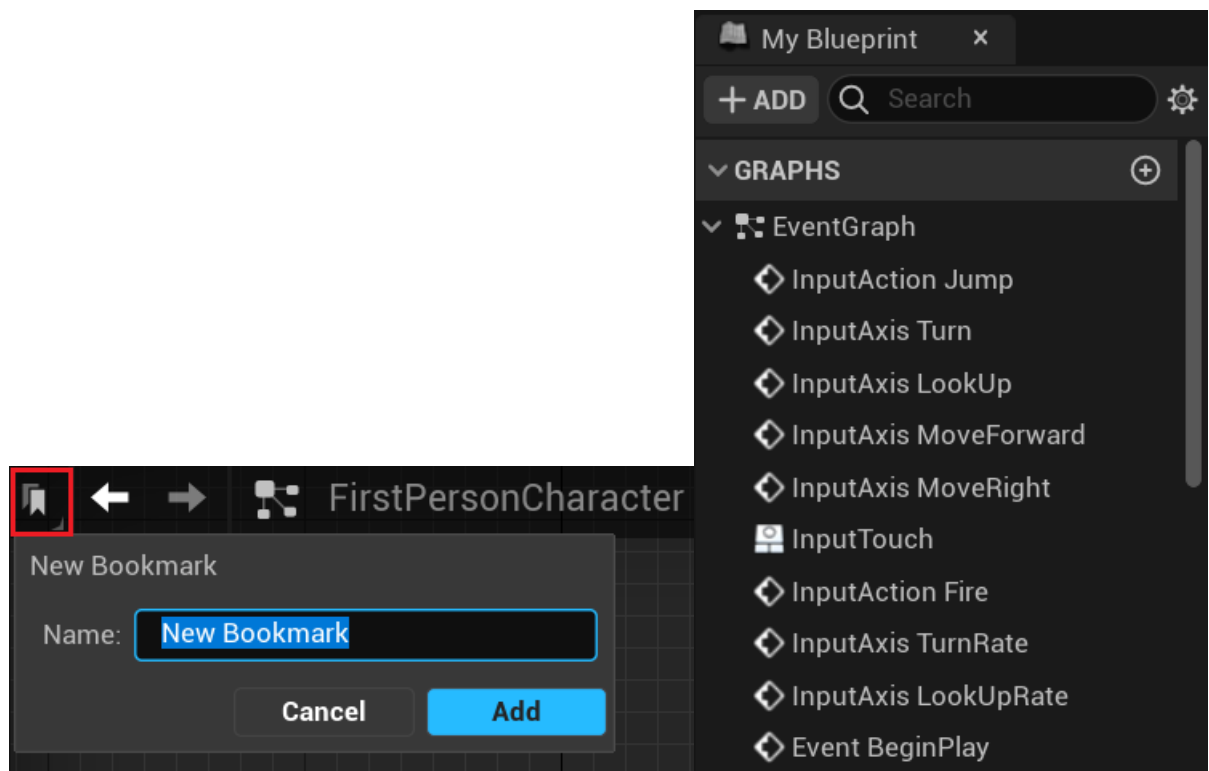 FirstPersonCharacter
New Bookmark
Name: New Bookmark
Cancel Add
My Blueprint
ADD Search
GRAPHS
EventGraph
InputAction Jump
InputAxis Turn
InputAxis LookUp
InputAxis MoveForward
InputAxis MoveRight
InputTouch
InputAction Fire
InputAxis TurnRate
InputAxis LookUpRate
Event BeginPlay